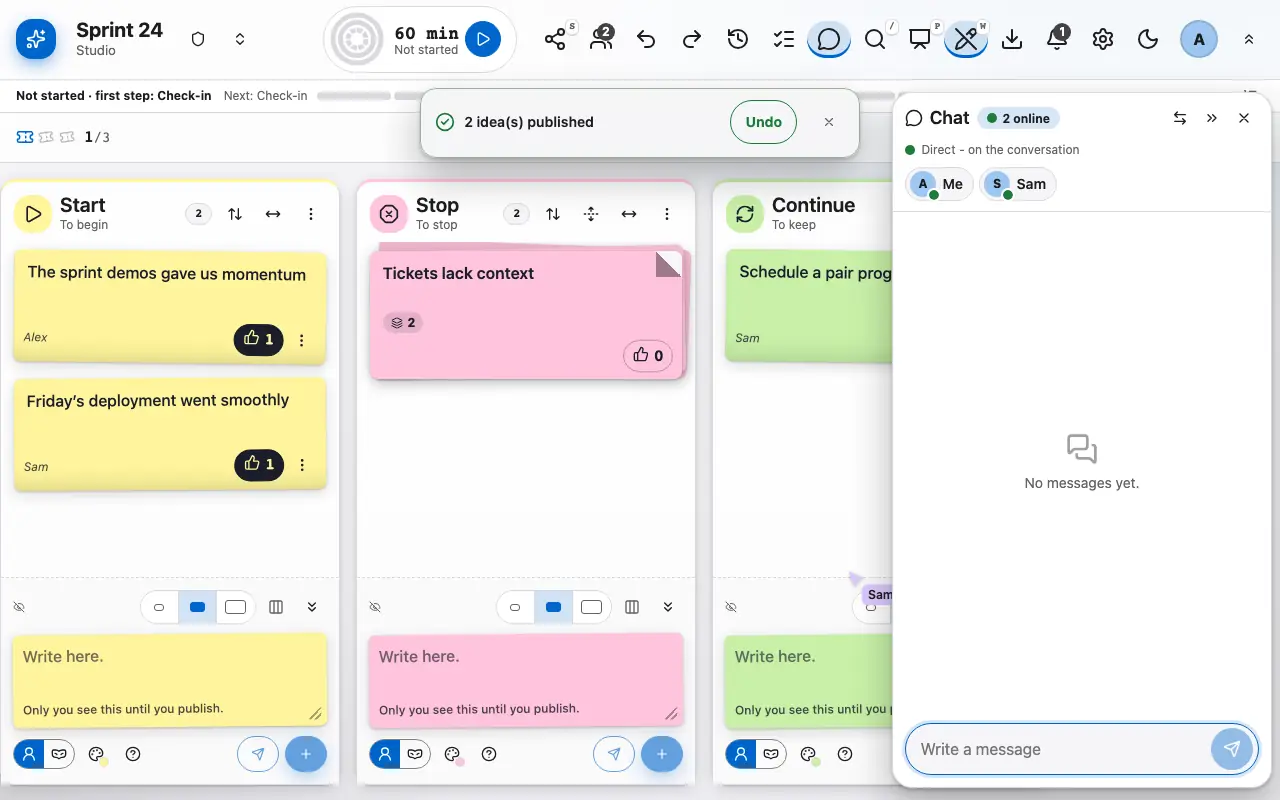 Sprint 24
Studio
60 min
Not started
S
2
/
P
W
1
A
Not started · first step: Check-in
Next: Check-in
2 idea(s) published
Undo
1/3
Start
To begin
2
The sprint demos gave us momentum
Alex
1
Friday's deployment went smoothly
Sam
1
Write here.
Only you see this until you publish.
Stop
To stop
2
Tickets lack context
2
0
Write here.
Only you see this until you publish.
Continue
To keep
Schedule a pair prog
Sam
Sam
Write here.
Only you see this until you
Chat
2 online
Direct - on the conversation
A
Me
S
Sam
No messages yet.
Write a message